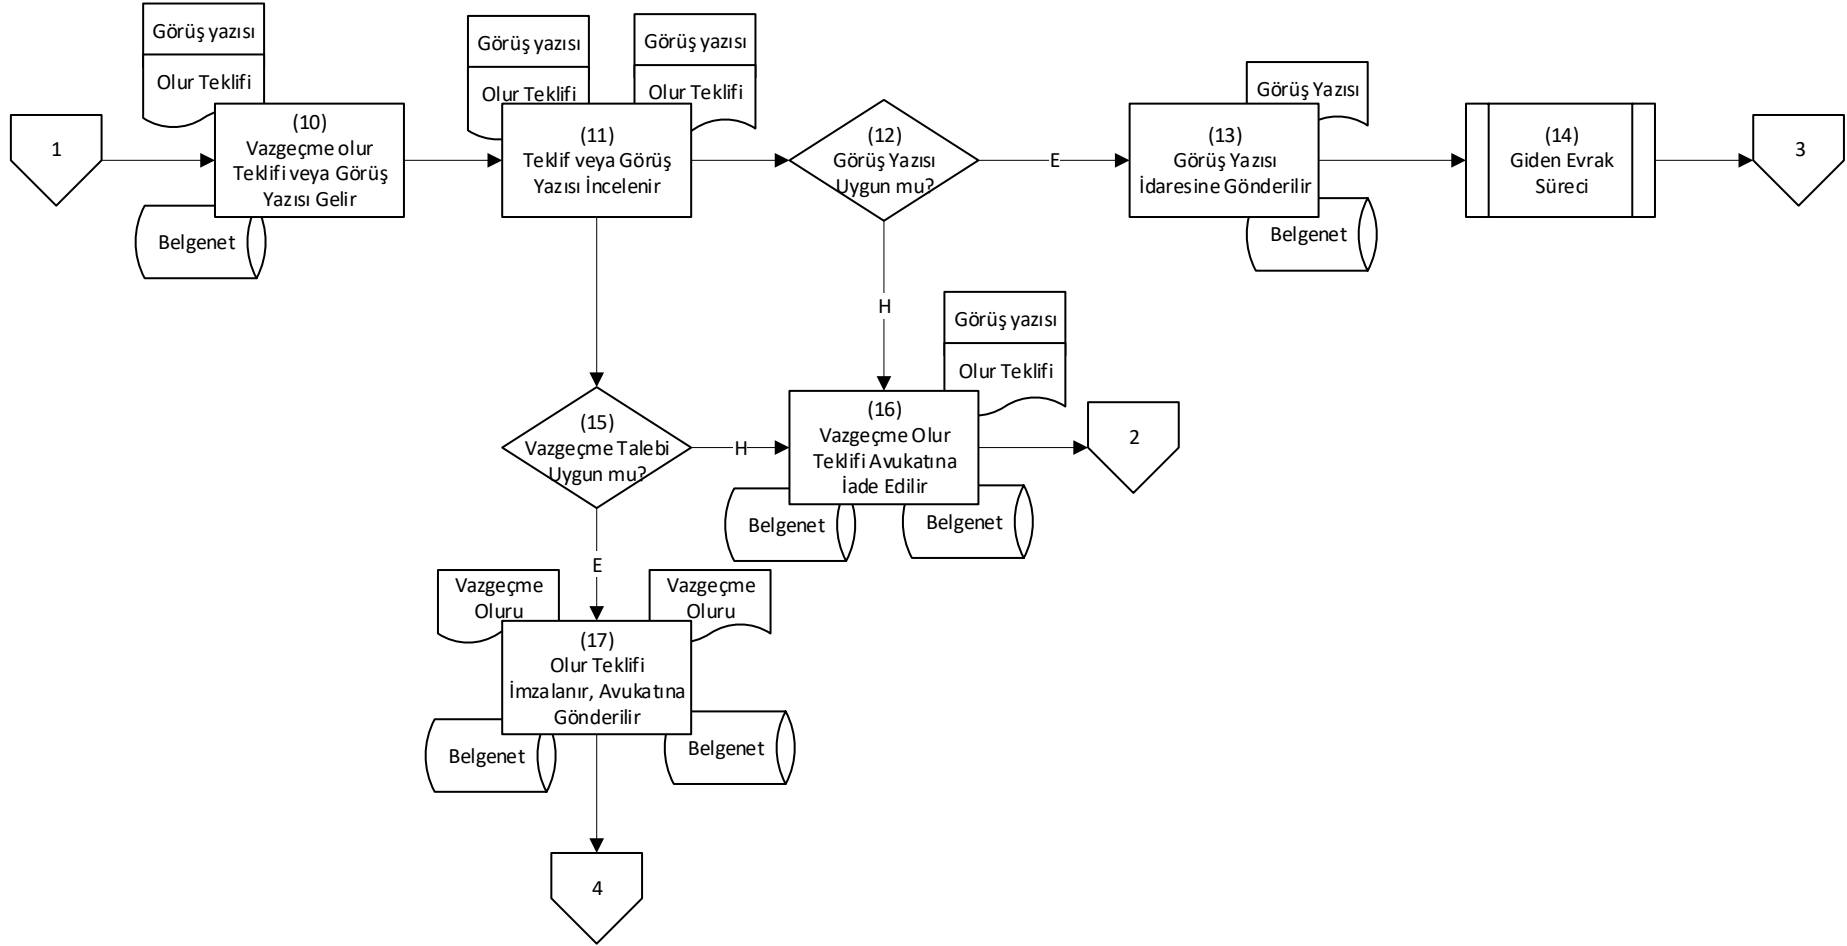 Görüş yazısı
Olur Teklifi
Görüş yazısı
Olur Teklifi
Görüş yazısı
Olur Teklifi
Görüş Yazısı
1
(10)
Vazgeçme olur
Teklifi veya Görüş
Yazısı Gelir
Belgenet
(11)
Teklif veya Görüş
Yazısı İncelenir
(12)
Görüş Yazısı
Uygun mu?
E
(13)
Görüş Yazısı
İdaresine Gönderilir
Belgenet
(14)
Giden Evrak
Süreci
3
H
Görüş yazısı
Olur Teklifi
(15)
Vazgeçme Talebi
Uygun mu?
H
(16)
Vazgeçme Olur
Teklifi Avukatına
İade Edilir
2
Belgenet
Belgenet
E
Vazgeçme
Oluru
Vazgeçme
Oluru
(17)
Olur Teklifi
İmzalanır, Avukatına
Gönderilir
Belgenet
Belgenet
4